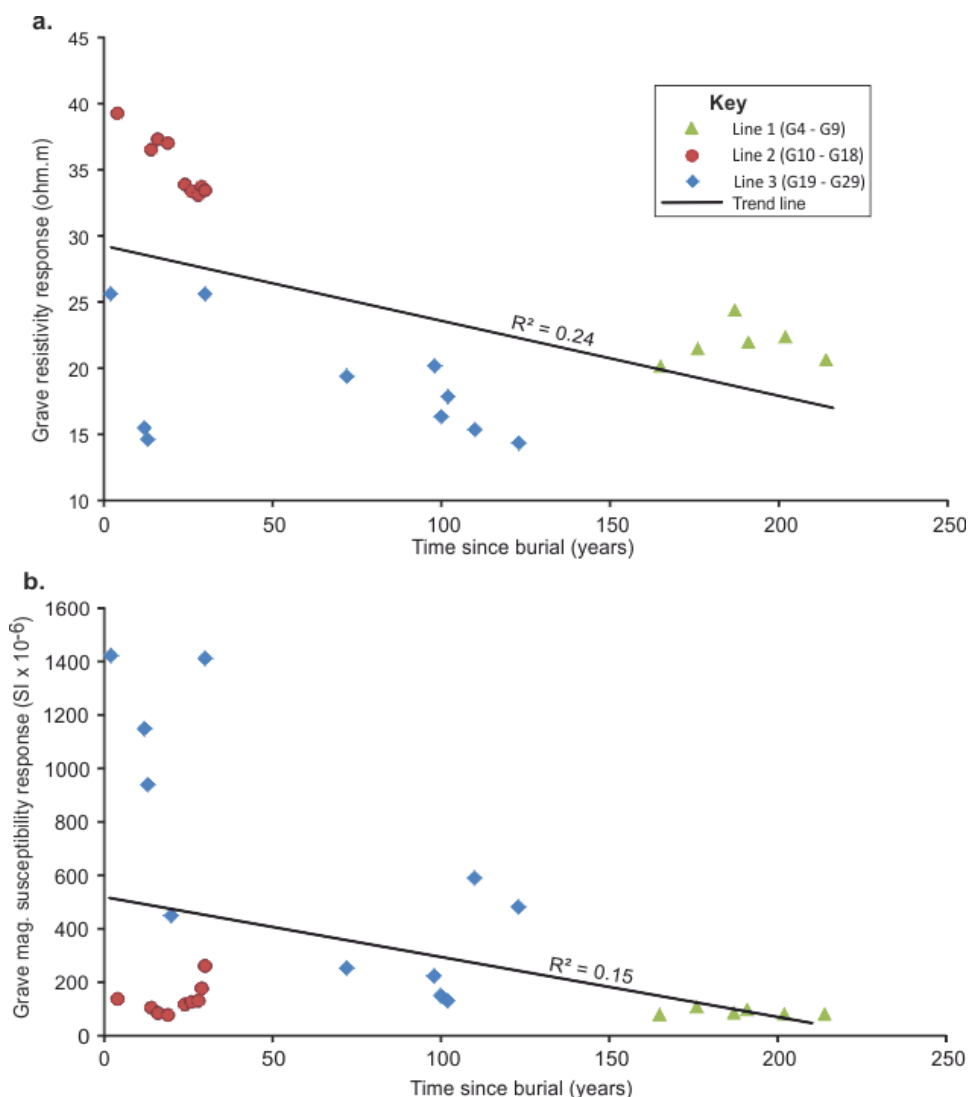 a.
45
40
35
30
25
20
15
10
Grave resistivity response (ohm.m)
Key
Line 1 (G4 - G9)
Line 2 (G10 - G18)
Line 3 (G19 - G29)
Trend line
R² = 0.24
0 50 100 150 200 250
Time since burial (years)
b.
1600
1400
1200
1000
800
600
400
200
0
Grave mag. susceptibility response (SI x 10⁻⁶)
R² = 0.15
0 50 100 150 200 250
Time since burial (years)